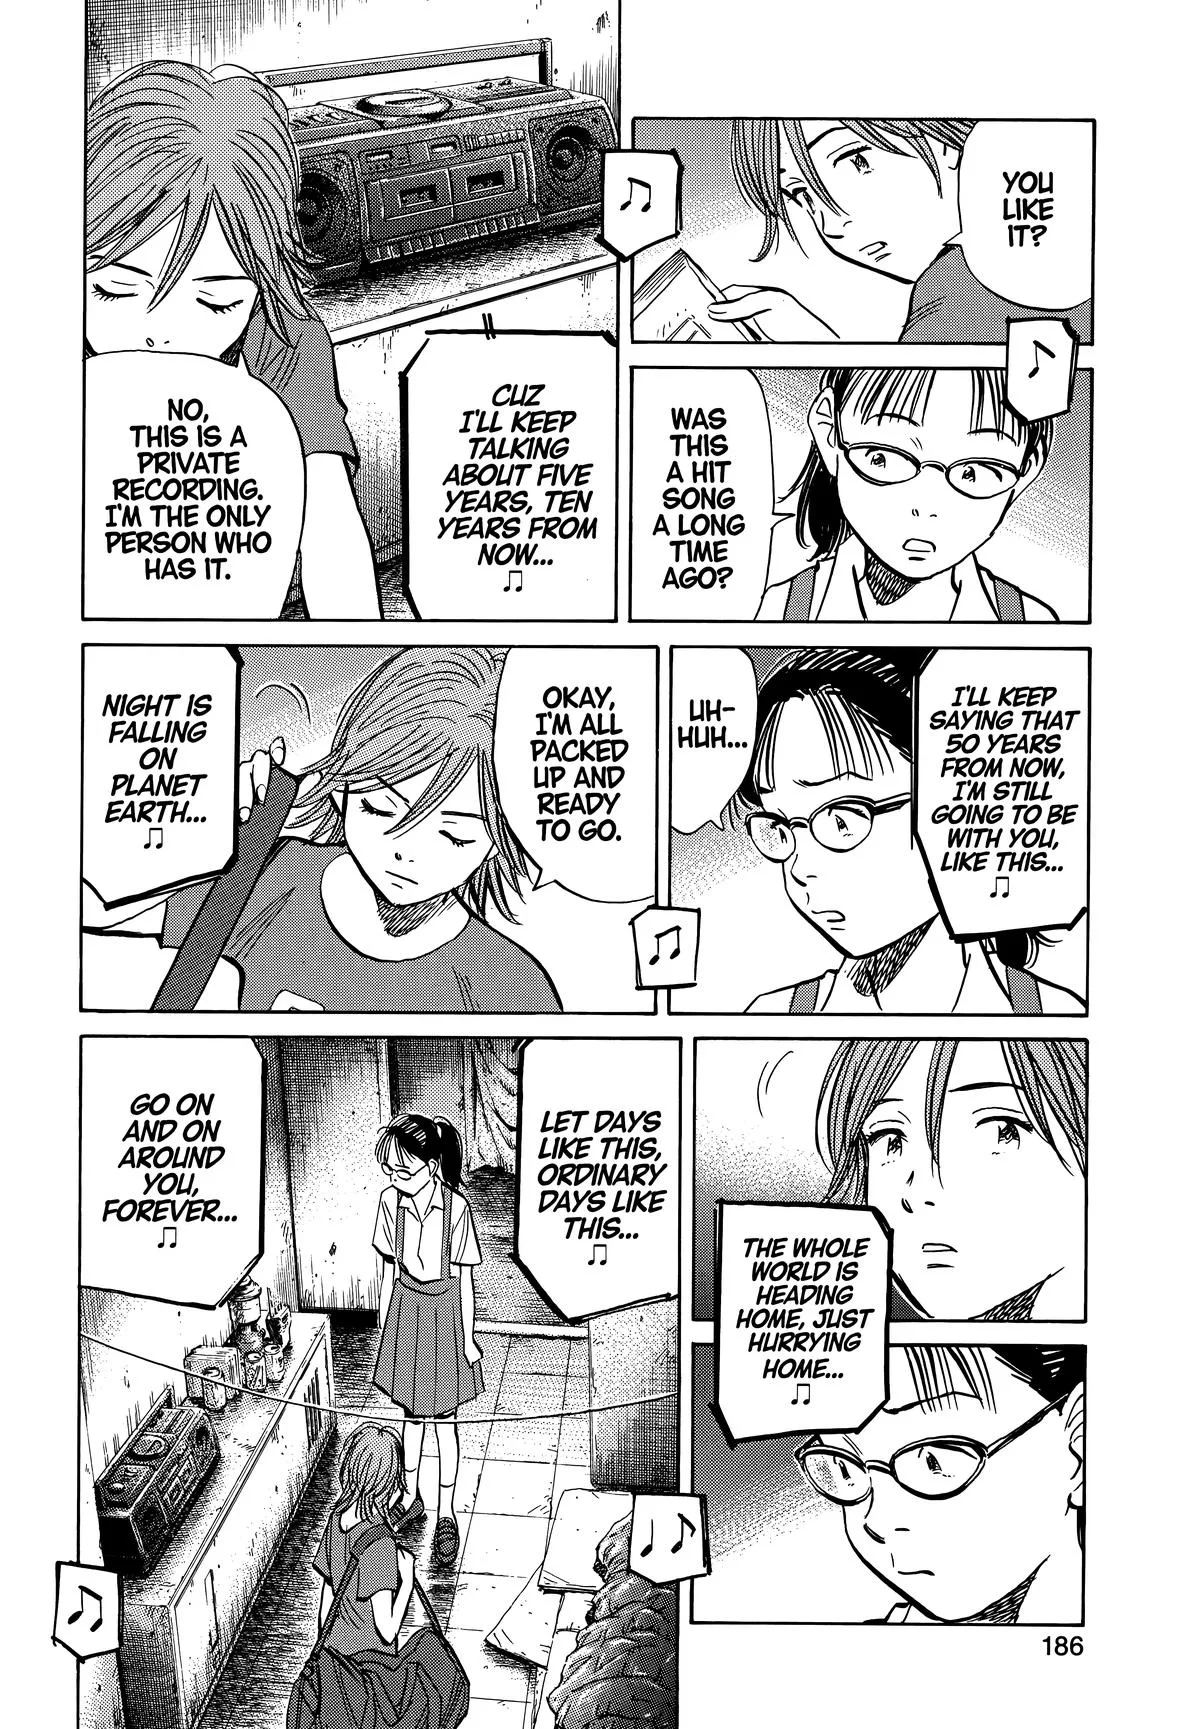 YOU
LIKE
IT?
WAS
THIS
A HIT
SONG
A LONG
TIME
AGO?
CUZ
I'LL KEEP
TALKING
ABOUT FIVE
YEARS, TEN
YEARS FROM
NOW...
♫
NO,
THIS IS A
PRIVATE
RECORDING.
I'M THE ONLY
PERSON WHO
HAS IT.
I'LL KEEP
SAYING THAT
50 YEARS
FROM NOW,
I'M STILL
GOING TO BE
WITH YOU,
LIKE THIS...
♫
UH-
HUH...
OKAY,
I'M ALL
PACKED
UP AND
READY
TO GO.
NIGHT IS
FALLING
ON
PLANET
EARTH...
♫
THE WHOLE
WORLD IS
HEADING
HOME, JUST
HURRYING
HOME...
♫
LET DAYS
LIKE THIS,
ORDINARY
DAYS LIKE
THIS...
♫
GO ON
AND ON
AROUND
YOU,
FOREVER...
♫
186